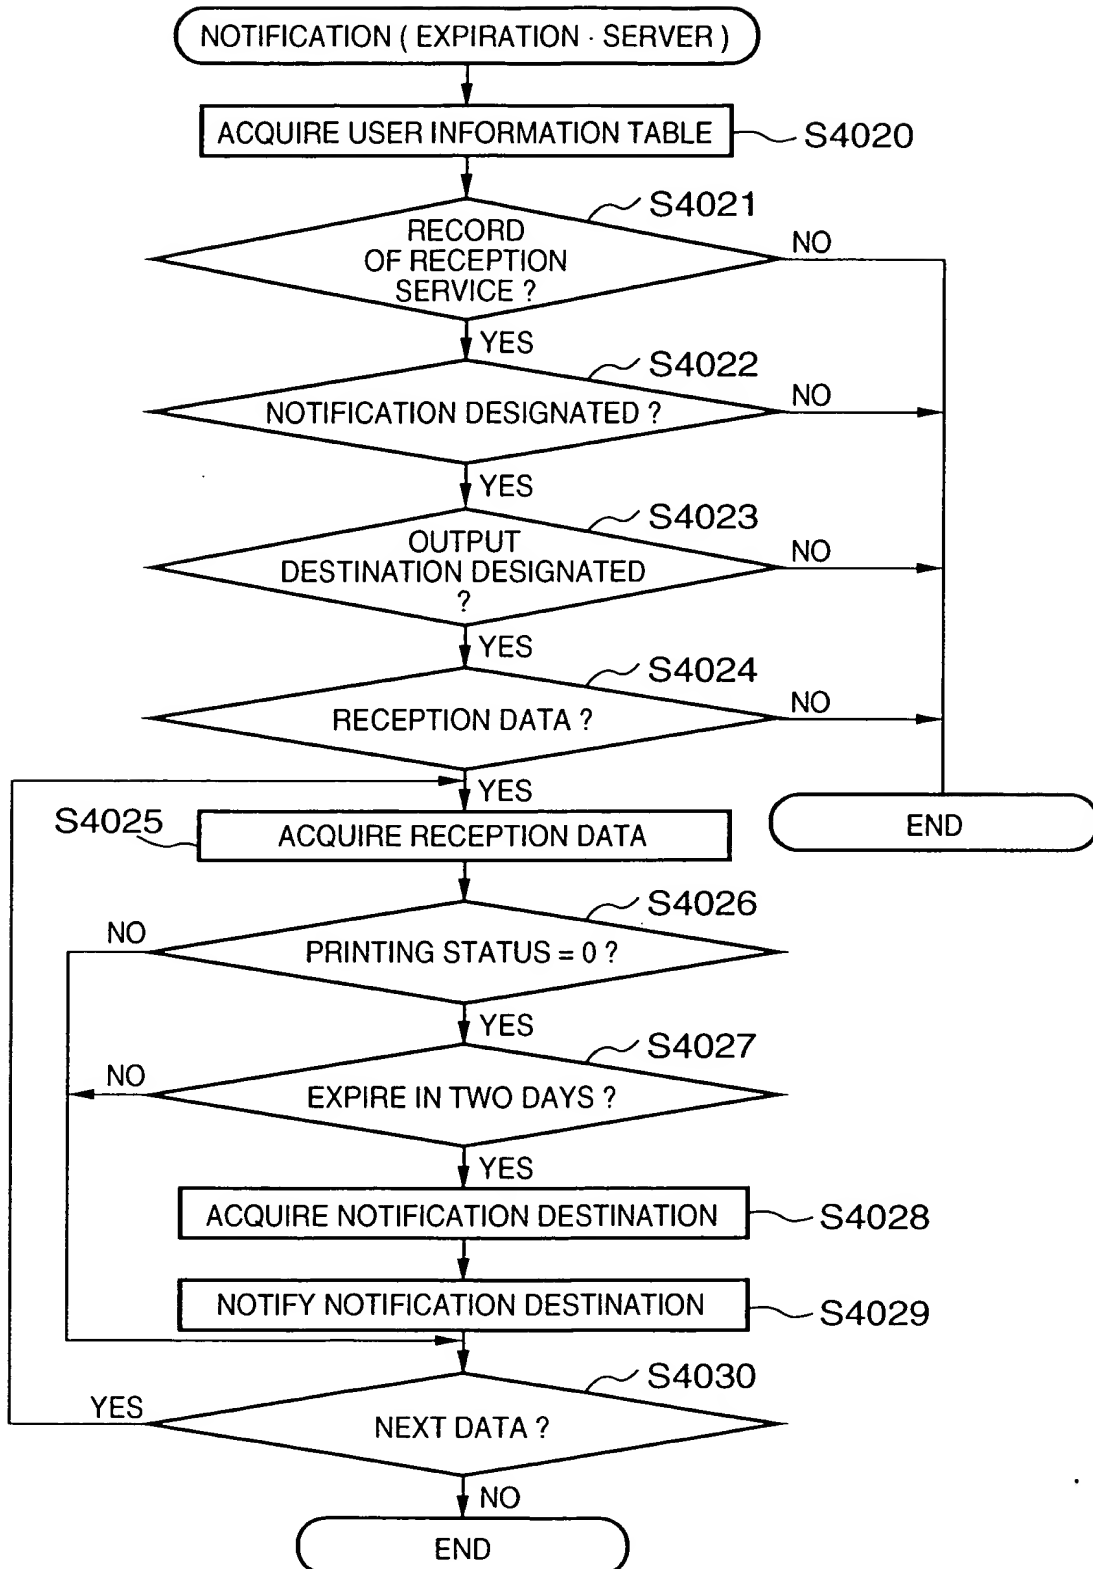 NOTIFICATION ( EXPIRATION · SERVER )
ACQUIRE USER INFORMATION TABLE
S4020
S4021
RECORD
OF RECEPTION
SERVICE ?
NO
YES
S4022
NOTIFICATION DESIGNATED ?
NO
YES
S4023
OUTPUT
DESTINATION DESIGNATED
?
NO
YES
S4024
RECEPTION DATA ?
NO
YES
S4025
ACQUIRE RECEPTION DATA
END
S4026
NO
PRINTING STATUS = 0 ?
YES
S4027
NO
EXPIRE IN TWO DAYS ?
YES
ACQUIRE NOTIFICATION DESTINATION
S4028
NOTIFY NOTIFICATION DESTINATION
S4029
S4030
YES
NEXT DATA ?
NO
END